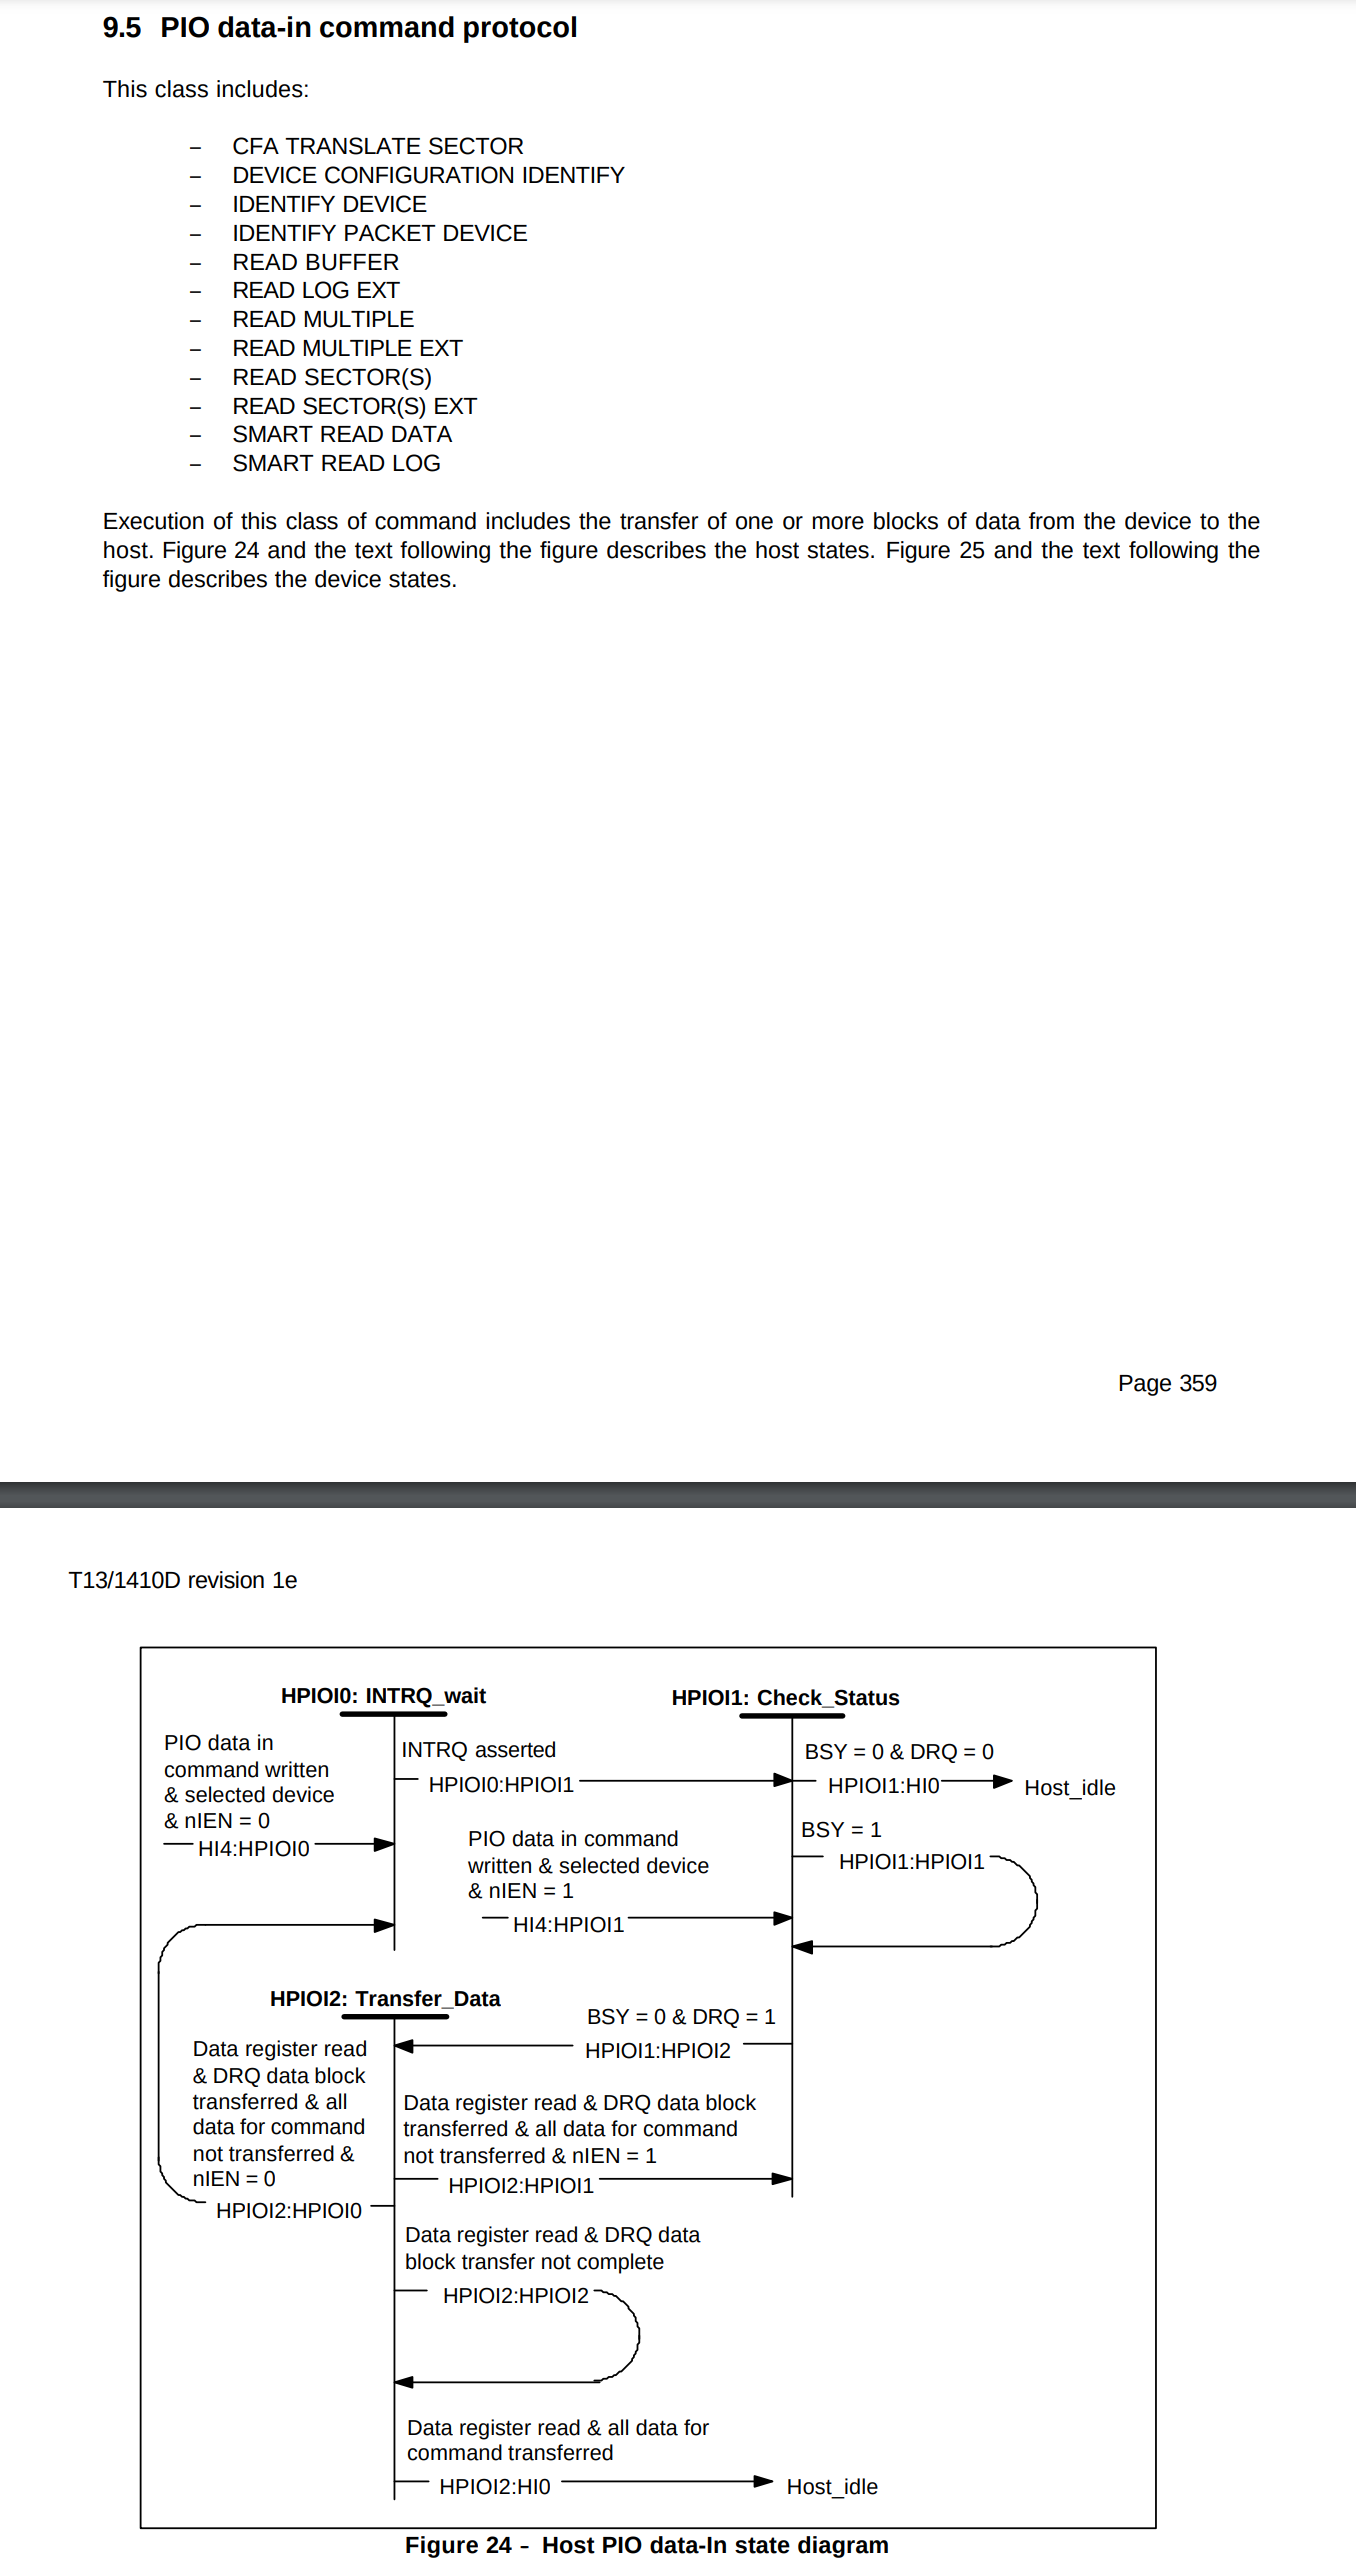 9.5 PIO data-in command protocol
This class includes:
− CFA TRANSLATE SECTOR
− DEVICE CONFIGURATION IDENTIFY
− IDENTIFY DEVICE
− IDENTIFY PACKET DEVICE
− READ BUFFER
− READ LOG EXT
− READ MULTIPLE
− READ MULTIPLE EXT
− READ SECTOR(S)
− READ SECTOR(S) EXT
− SMART READ DATA
− SMART READ LOG
Execution of this class of command includes the transfer of one or more blocks of data from the device to the
host. Figure 24 and the text following the figure describes the host states. Figure 25 and the text following the
figure describes the device states.
Page 359
T13/1410D revision 1e
HPIOI0: INTRQ_wait
HPIOI1: Check_Status
PIO data in
command written
& selected device
& nIEN = 0
HI4:HPIOI0
INTRQ asserted
HPIOI0:HPIOI1
BSY = 0 & DRQ = 0
HPIOI1:HI0
Host_idle
BSY = 1
HPIOI1:HPIOI1
PIO data in command
written & selected device
& nIEN = 1
HI4:HPIOI1
HPIOI2: Transfer_Data
BSY = 0 & DRQ = 1
HPIOI1:HPIOI2
Data register read
& DRQ data block
transferred & all
data for command
not transferred &
nIEN = 0
HPIOI2:HPIOI0
Data register read & DRQ data block
transferred & all data for command
not transferred & nIEN = 1
HPIOI2:HPIOI1
Data register read & DRQ data
block transfer not complete
HPIOI2:HPIOI2
Data register read & all data for
command transferred
HPIOI2:HI0
Host_idle
Figure 24 − Host PIO data-In state diagram